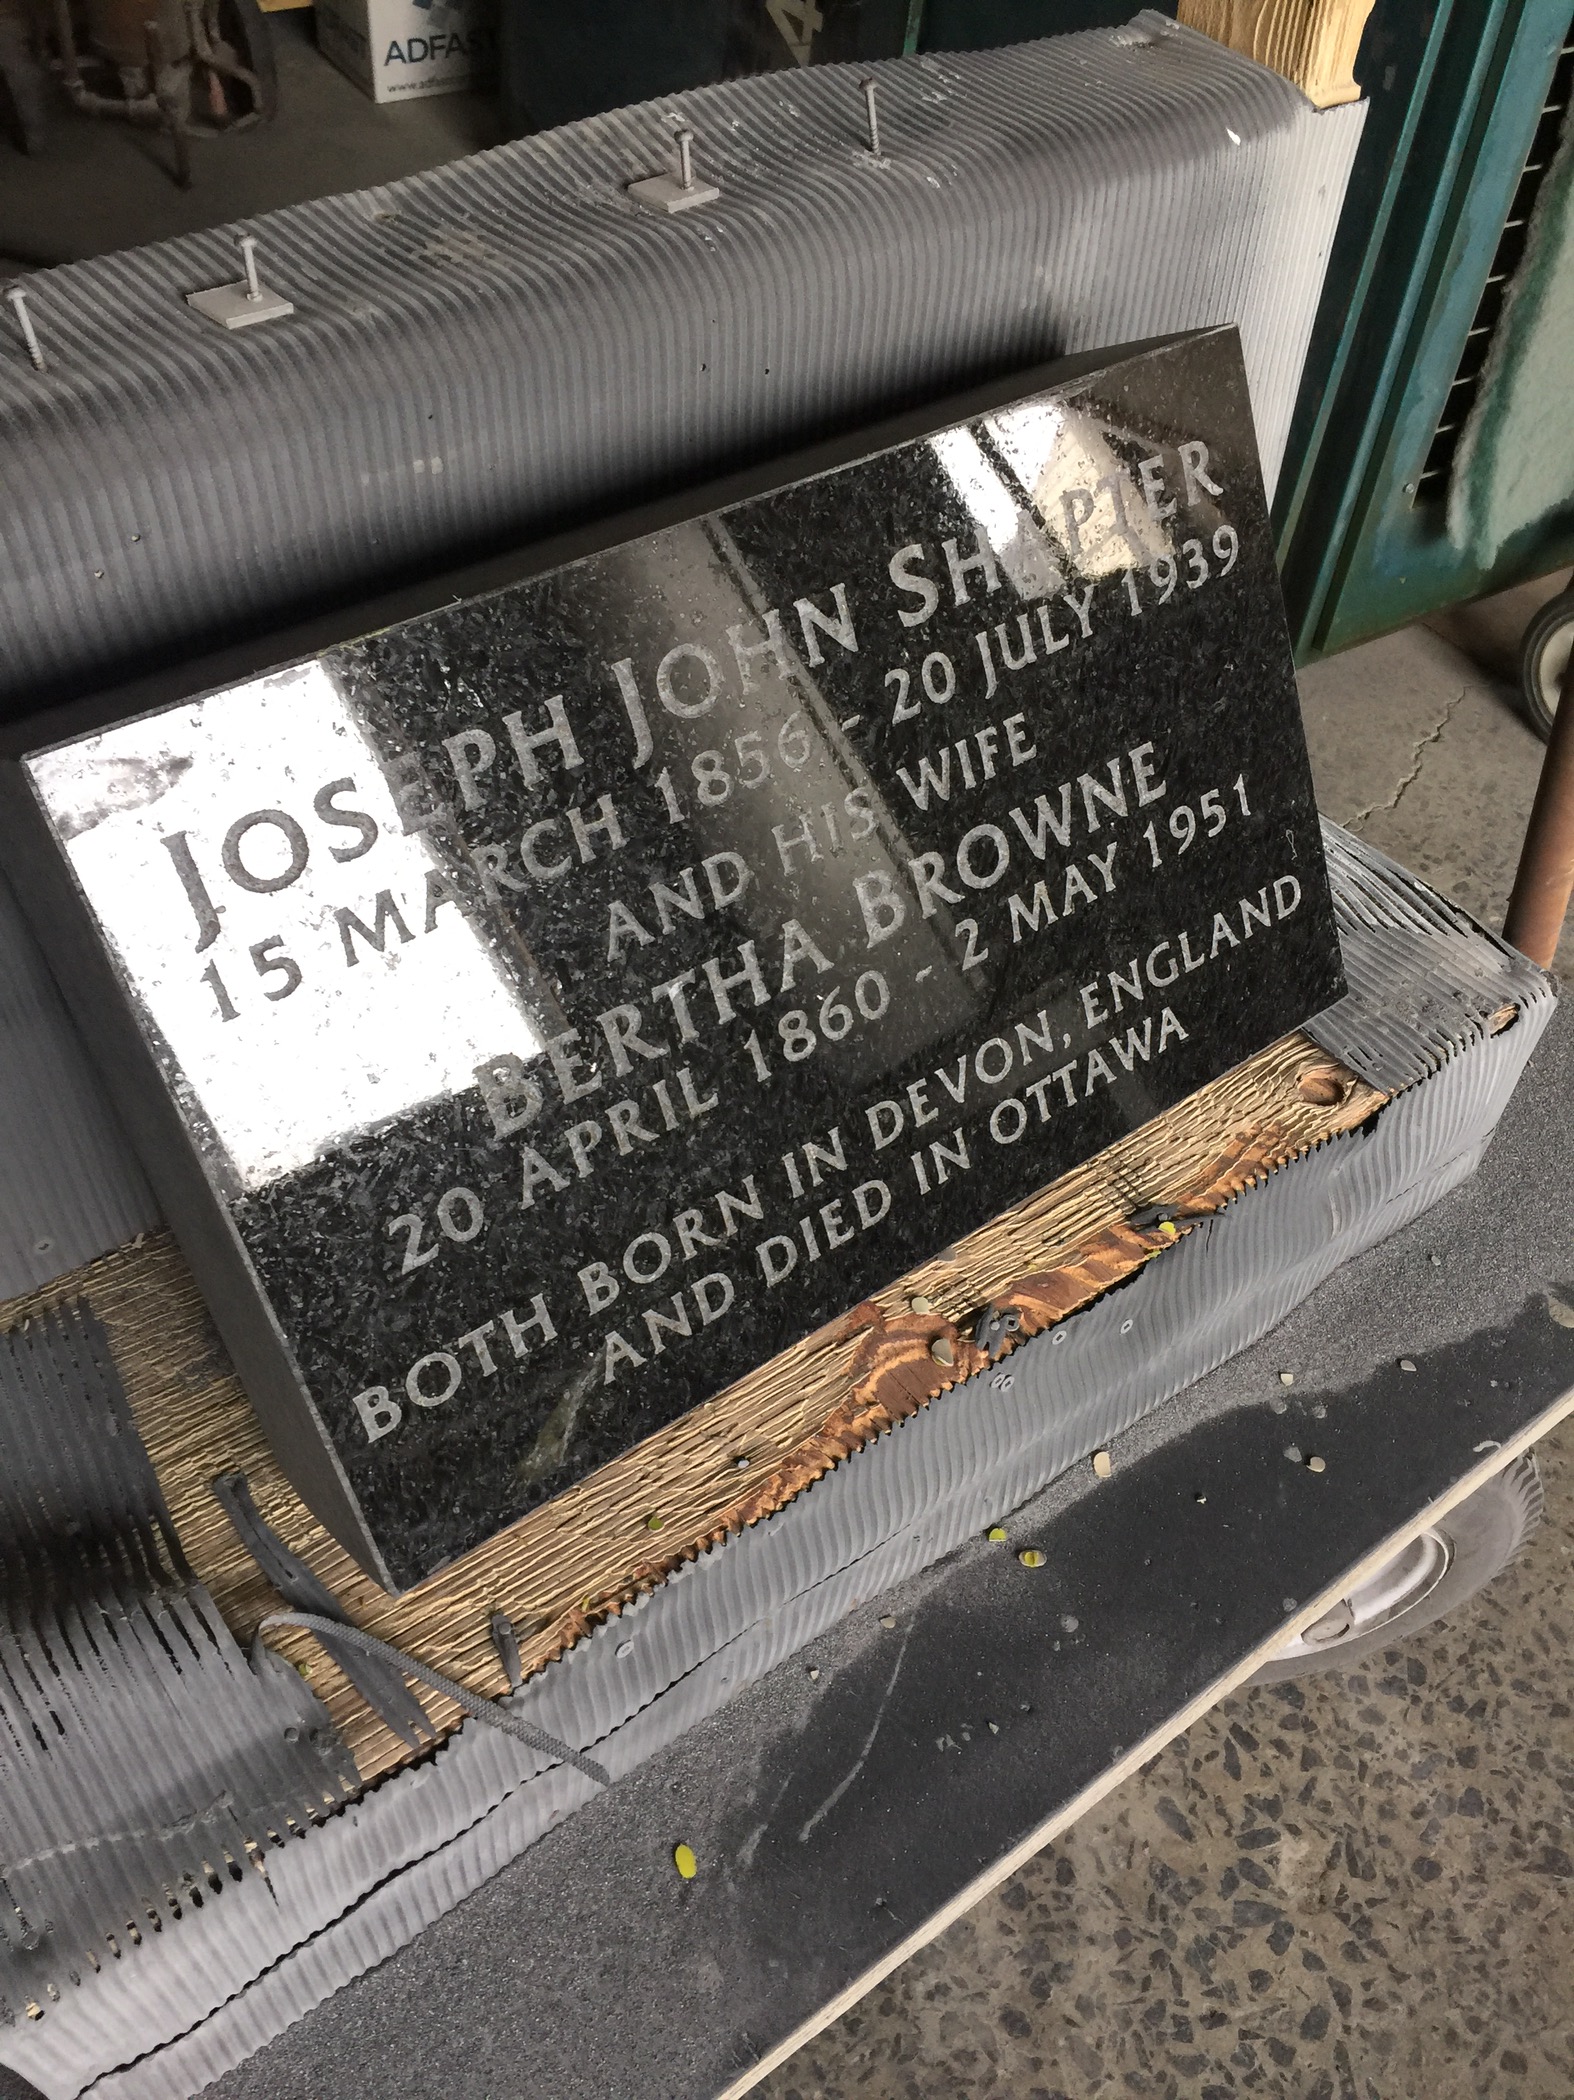 ADFAST
JOSEPH JOHN SHAPTER
15 MARCH 1856 - 20 JULY 1939
AND HIS WIFE
BERTHA BROWNE
20 APRIL 1860 - 2 MAY 1951
BOTH BORN IN DEVON, ENGLAND
AND DIED IN OTTAWA